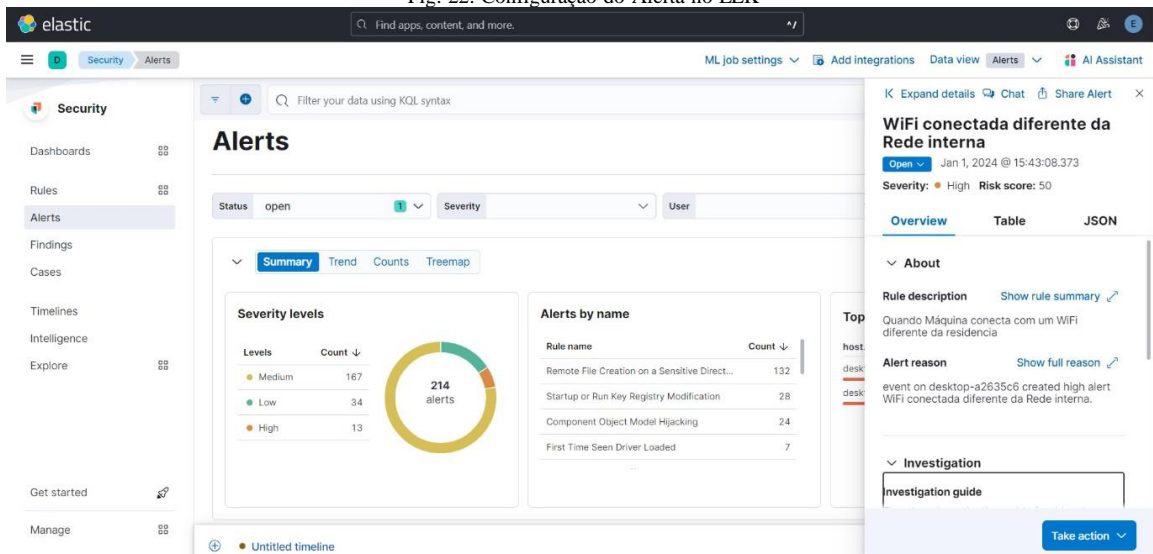 Fig. 22. Configuração do Alerta no ELK
elastic
Find apps, content, and more.
^/
E
D
Security
Alerts
ML job settings
Add integrations
Data view
Alerts
AI Assistant
Security
Dashboards
Rules
Alerts
Findings
Cases
Timelines
Intelligence
Explore
Get started
Manage
Filter your data using KQL syntax
Alerts
Status open 1
Severity
User
Summary Trend Counts Treemap
Severity levels
Levels Count ↓
Medium 167
Low 34
High 13
214
alerts
Alerts by name
Rule name Count ↓
Remote File Creation on a Sensitive Direct... 132
Startup or Run Key Registry Modification 28
Component Object Model Hijacking 24
First Time Seen Driver Loaded 7
Top
host.
desk
desk
Untitled timeline
Expand details Chat Share Alert
WiFi conectada diferente da
Rede interna
Open Jan 1, 2024 @ 15:43:08.373
Severity: High Risk score: 50
Overview Table JSON
About
Rule description Show rule summary
Quando Máquina conecta com um WiFi
diferente da residencia
Alert reason Show full reason
event on desktop-a2635c6 created high alert
WiFi conectada diferente da Rede interna.
Investigation
Investigation guide
Take action